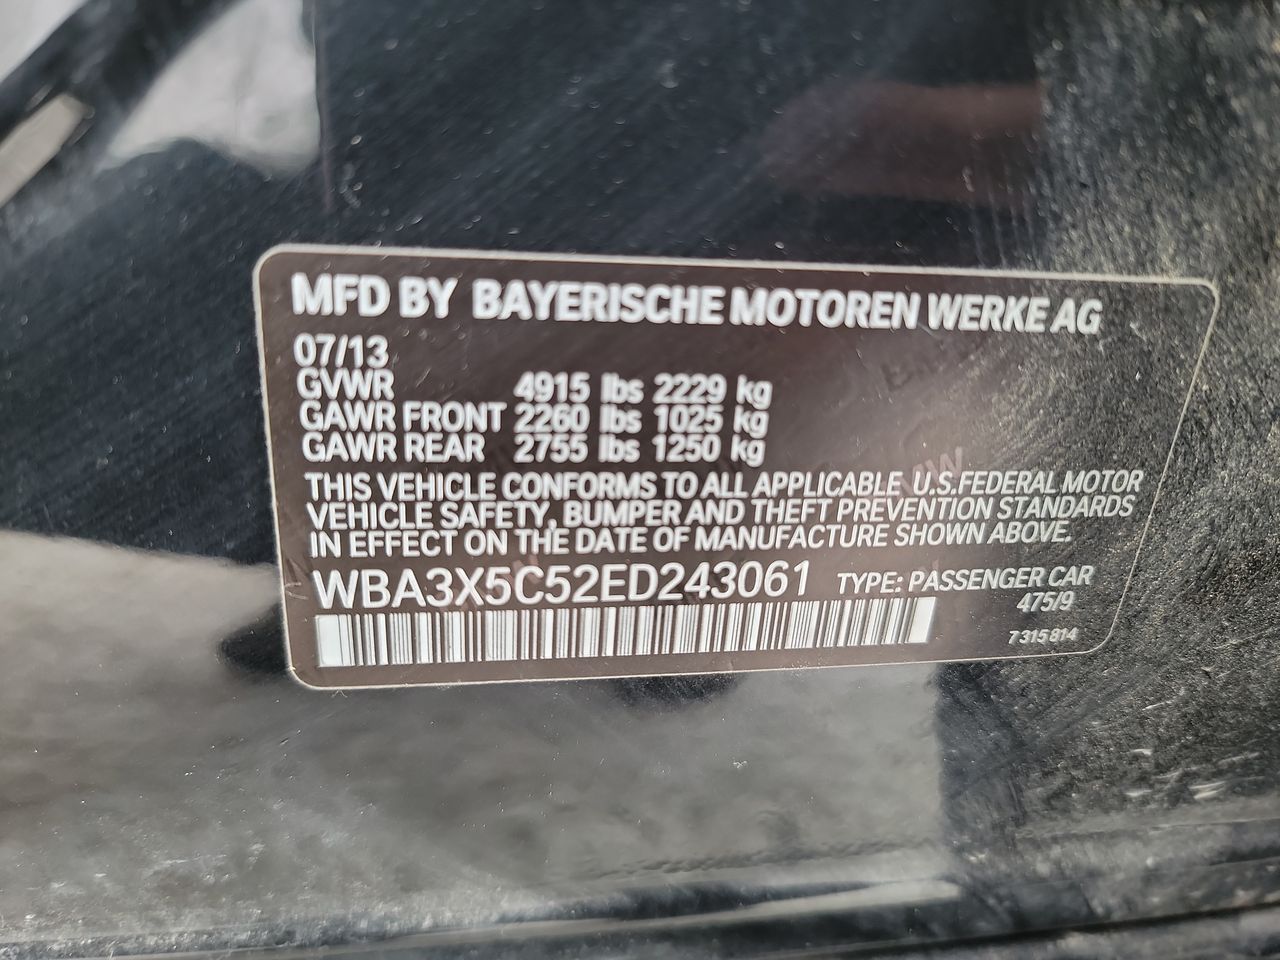 MFD BY BAYERISCHE MOTOREN WERKE AG
07/13
GVWR 4915 lbs 2229 kg
GAWR FRONT 2260 lbs 1025 kg
GAWR REAR 2755 lbs 1250 kg
THIS VEHICLE CONFORMS TO ALL APPLICABLE U.S.FEDERAL MOTOR
VEHICLE SAFETY, BUMPER AND THEFT PREVENTION STANDARDS
IN EFFECT ON THE DATE OF MANUFACTURE SHOWN ABOVE.
WBA3X5C52ED243061 TYPE: PASSENGER CAR
475/9
7 315 814